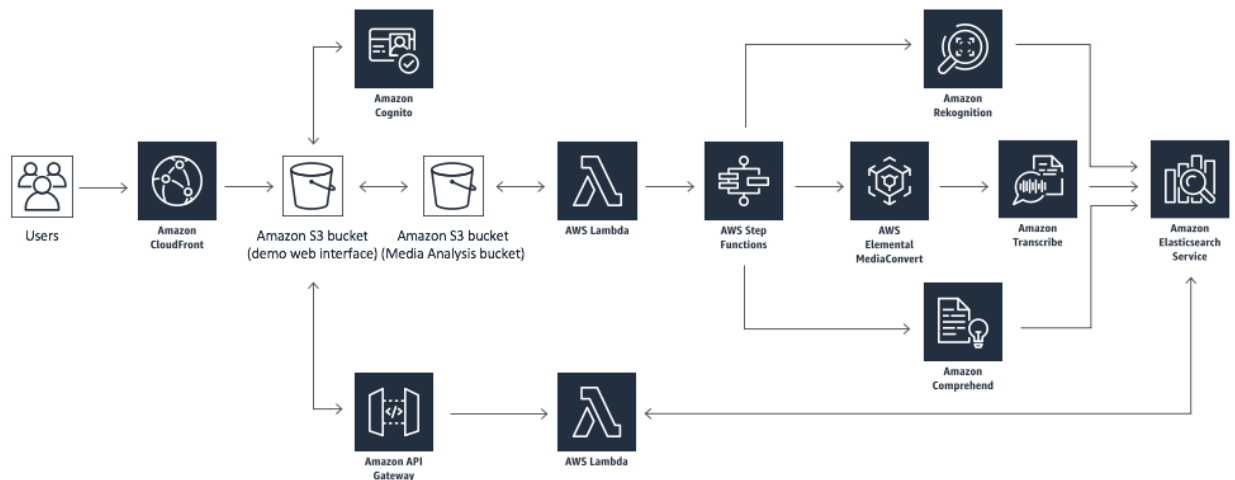 Amazon
Cognito
Amazon
Rekognition
Users
Amazon
CloudFront
Amazon S3 bucket
(demo web interface)
Amazon S3 bucket
(Media Analysis bucket)
AWS Lambda
AWS Step
Functions
AWS
Elemental
MediaConvert
Amazon
Transcribe
Amazon
Elasticsearch
Service
Amazon
Comprehend
</>
Amazon API
Gateway
AWS Lambda